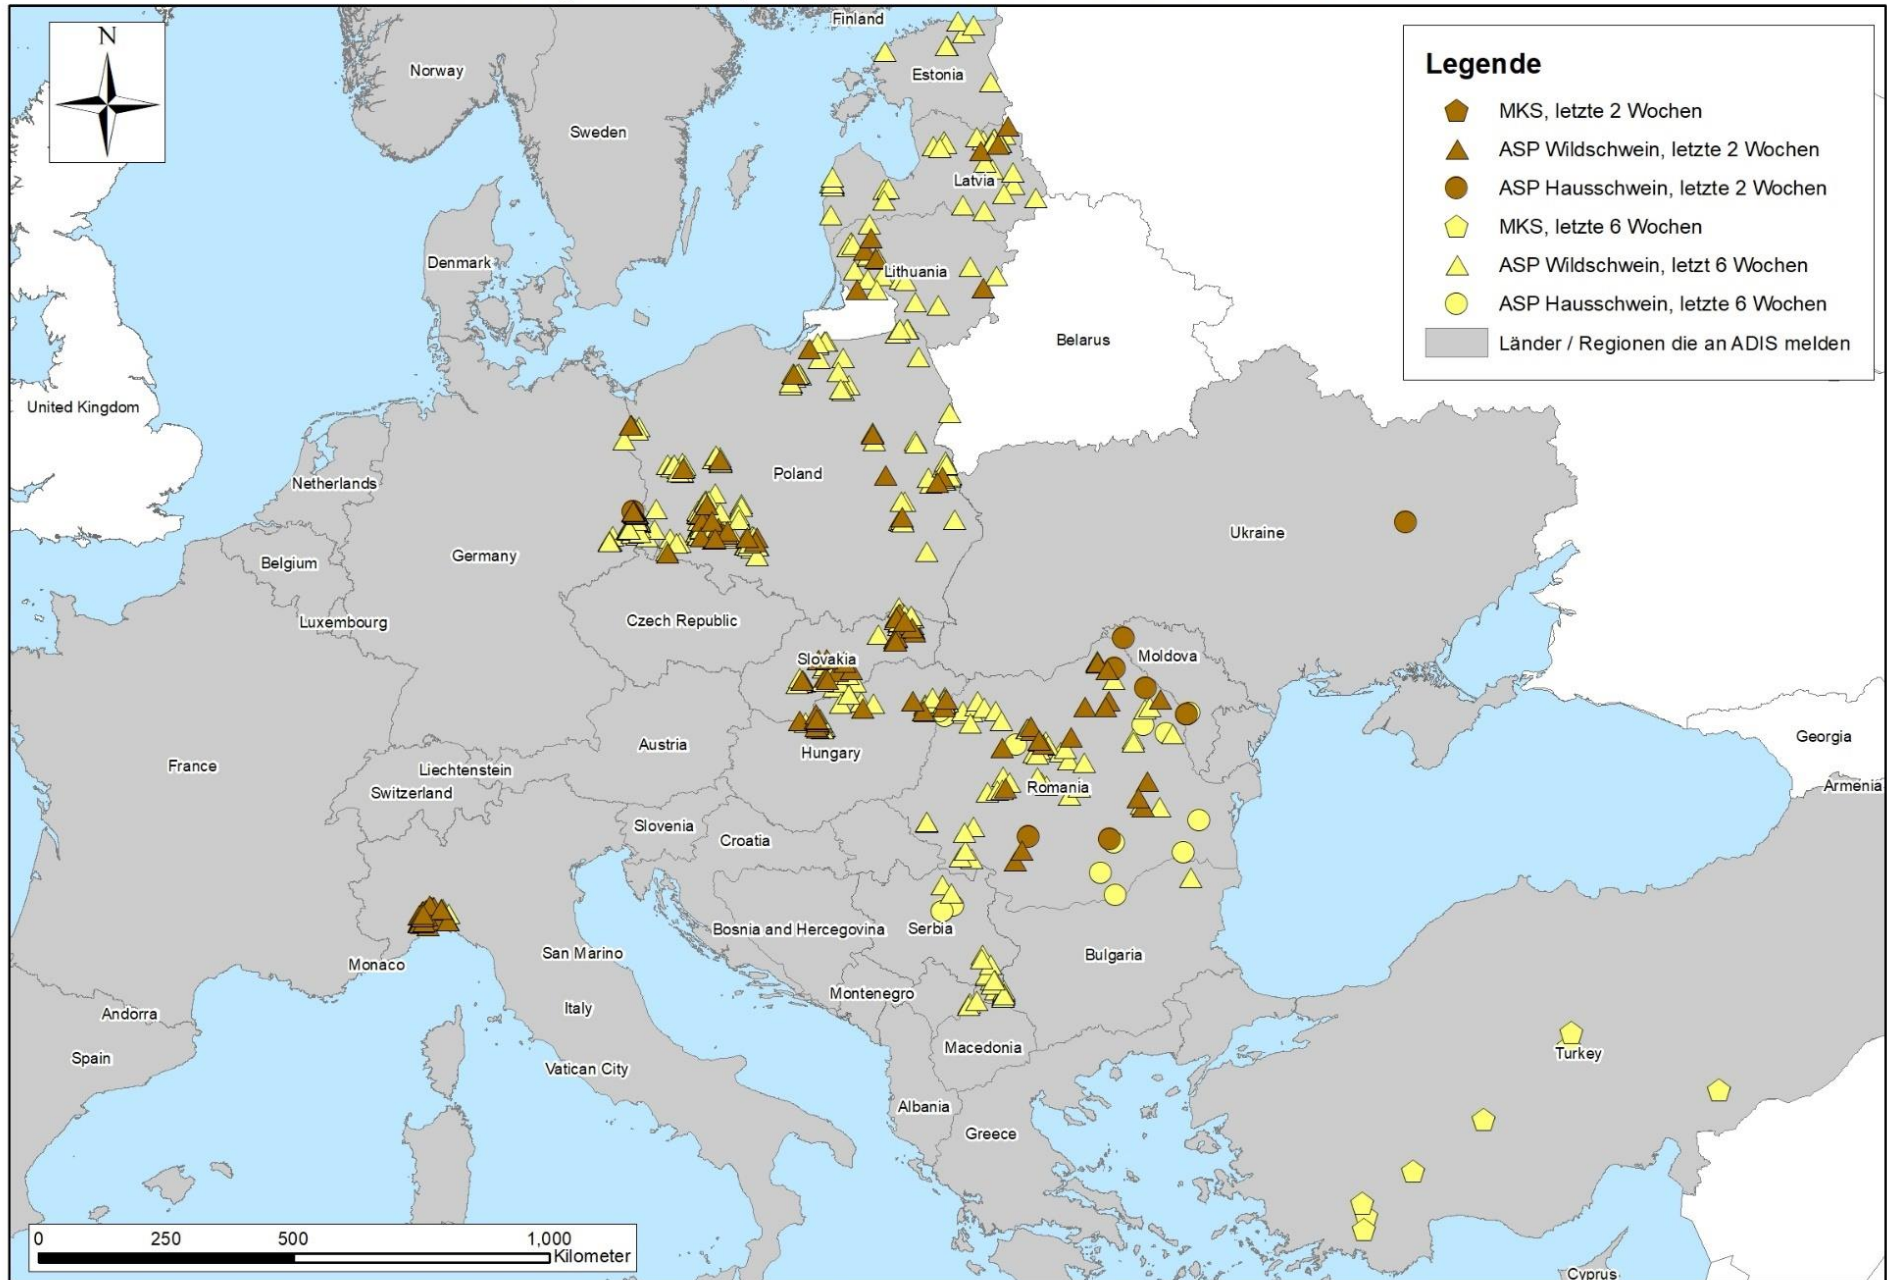 N
Legende
MKS, letzte 2 Wochen
ASP Wildschwein, letzte 2 Wochen
ASP Hausschwein, letzte 2 Wochen
MKS, letzte 6 Wochen
ASP Wildschwein, letzt 6 Wochen
ASP Hausschwein, letzte 6 Wochen
Länder / Regionen die an ADIS melden
Finland
Norway
Estonia
Sweden
Latvia
Denmark
Lithuania
Belarus
United Kingdom
Poland
Netherlands
Ukraine
Germany
Belgium
Luxembourg
Czech Republic
Slovakia
Moldova
Austria
Hungary
Georgia
France
Liechtenstein
Switzerland
Romania
Armenia
Slovenia
Croatia
Bosnia and Hercegovina
Serbia
San Marino
Bulgaria
Monaco
Montenegro
Italy
Andorra
Macedonia
Spain
Turkey
Vatican City
Albania
Greece
0 250 500 1,000
Kilometer
Cyprus